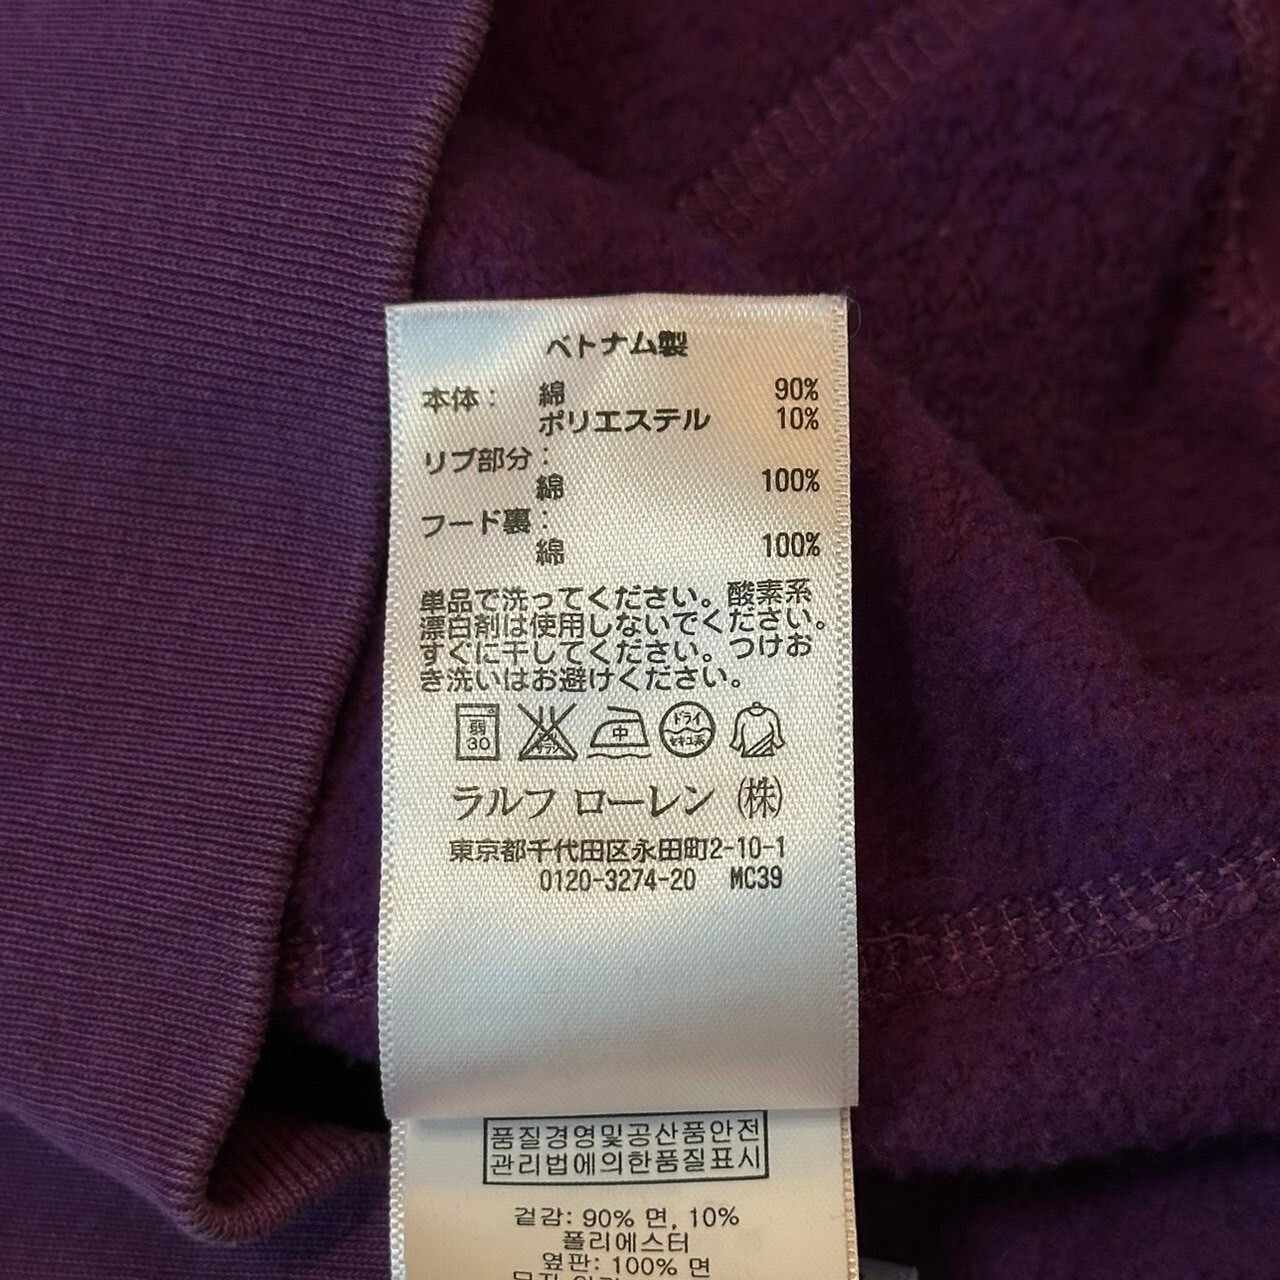 ベトナム製
本体: 綿 90%
ポリエステル 10%
リブ部分:
綿 100%
フード裏:
綿 100%
単品で洗ってください。酸素系
漂白剤は使用しないでください。
すぐに干してください。つけお
き洗いはお避けください。
弱 30 中 ドライ セキユ系
ラルフ ローレン (株)
東京都千代田区永田町2-10-1
0120-3274-20 MC39
품질경영및공산품안전
관리법에의한품질표시
겉감: 90% 면, 10%
폴리에스터
옆판: 100% 면